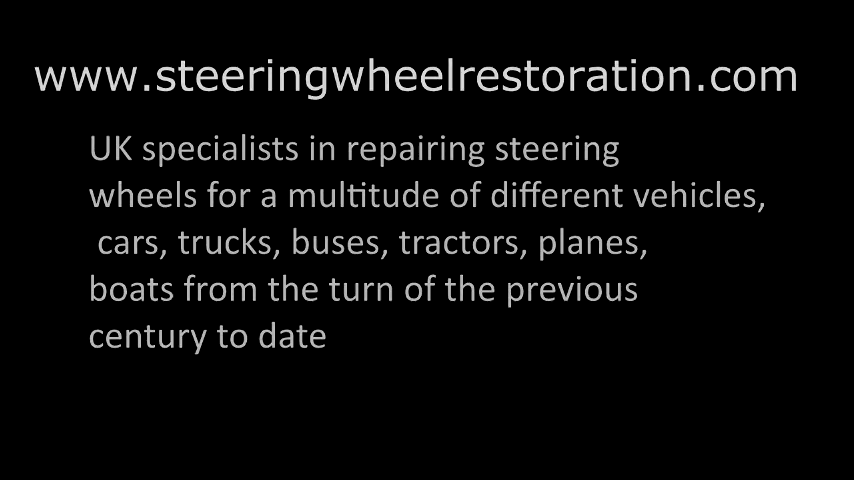 www.steeringwheelrestoration.com
UK specialists in repairing steering
wheels for a multitude of different vehicles,
cars, trucks, buses, tractors, planes,
boats from the turn of the previous
century to date